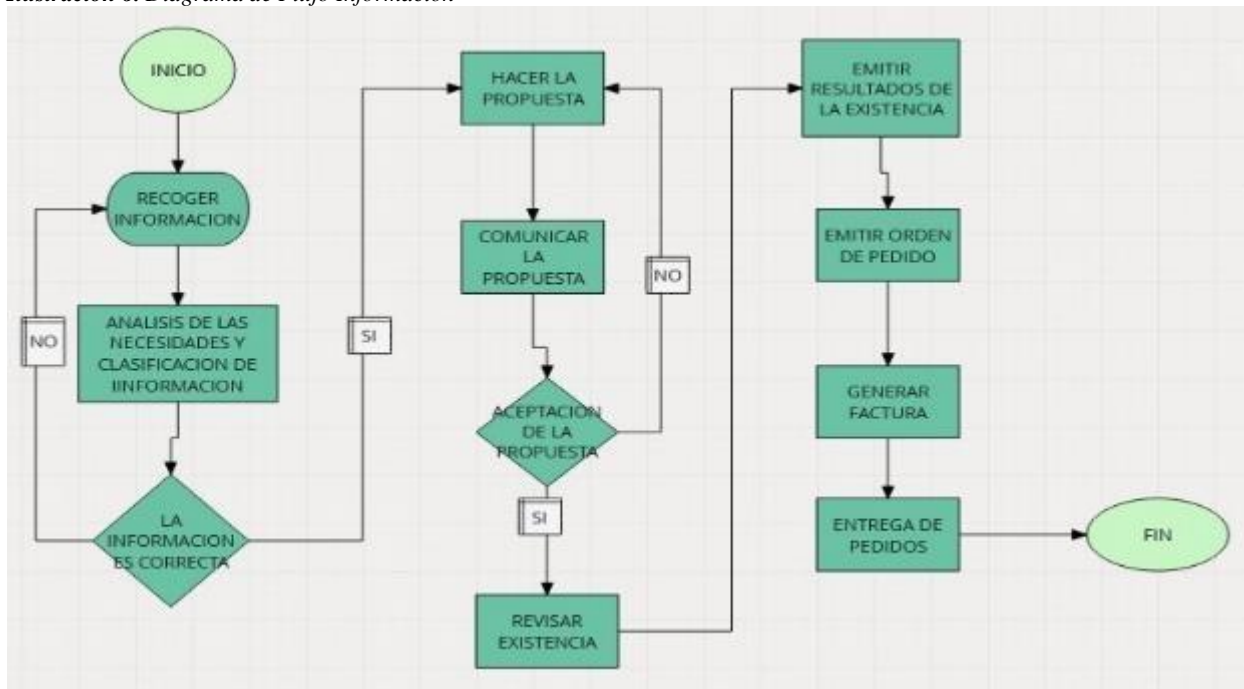 Ilustración 6. Diagrama de Flujo Información
INICIO
RECOGER
INFORMACION
ANALISIS DE LAS
NECESIDADES Y
CLASIFICACION DE
IINFORMACION
NO
LA
INFORMACION
ES CORRECTA
SI
HACER LA
PROPUESTA
COMUNICAR
LA
PROPUESTA
ACEPTACIÓN
DE LA
PROPUESTA
NO
SI
REVISAR
EXISTENCIA
EMITIR
RESULTADOS DE
LA EXISTENCIA
EMITIR ORDEN
DE PEDIDO
GENERAR
FACTURA
ENTREGA DE
PEDIDOS
FIN